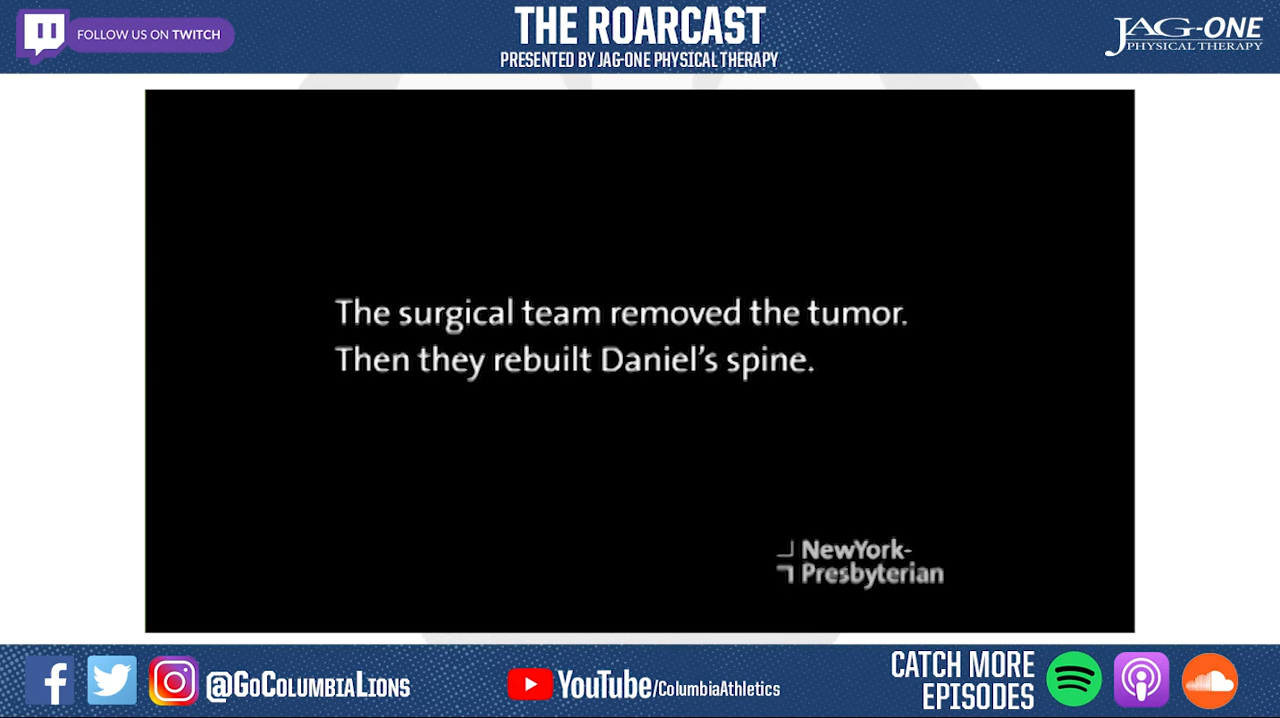 FOLLOW US ON TWITCH
THE ROARCAST
PRESENTED BY JAG-ONE PHYSICAL THERAPY
JAG-ONE
PHYSICAL THERAPY
The surgical team removed the tumor.
Then they rebuilt Daniel's spine.
NewYork-
Presbyterian
@GoColumbiaLions
YouTube/ColumbiaAthletics
CATCH MORE
EPISODES